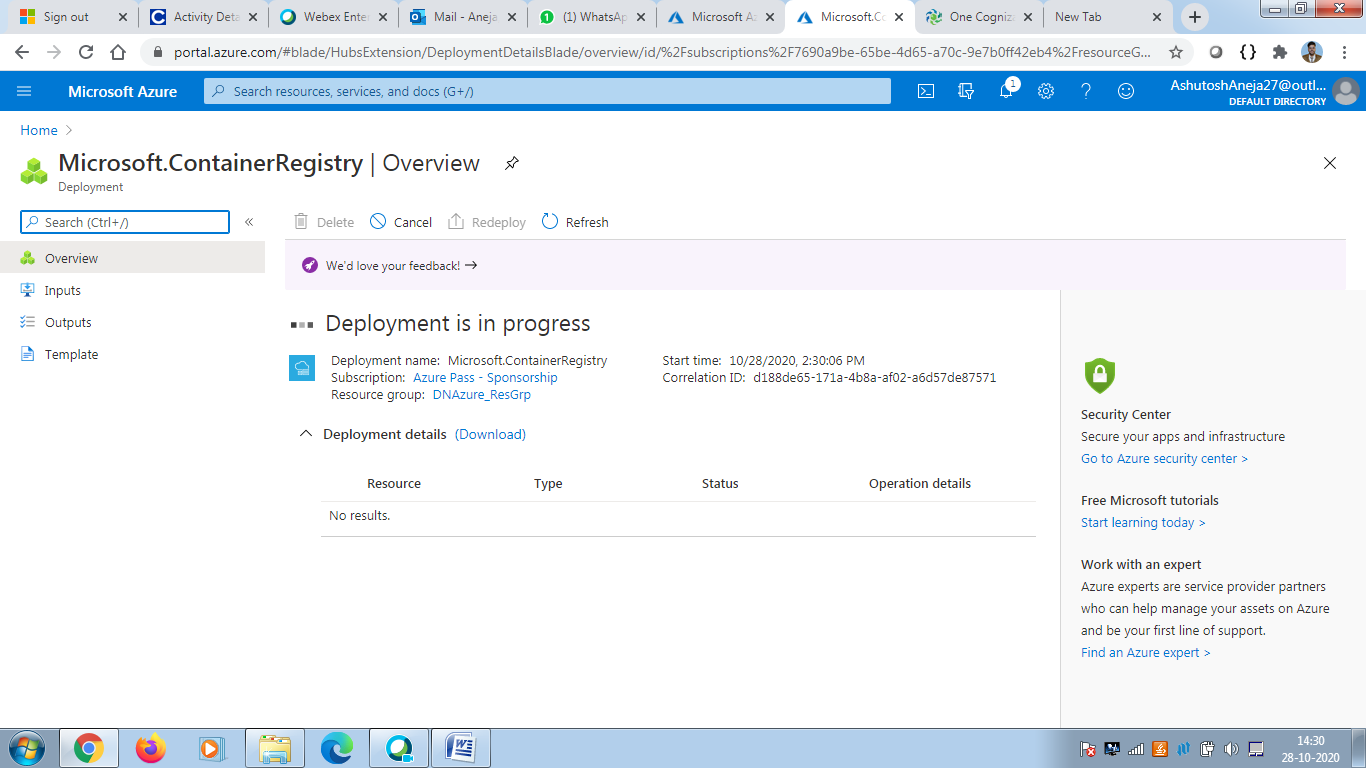 Sign out
Activity Deta
Webex Enter
Mail - Aneja
(1) WhatsAp
Microsoft Az
Microsoft.Co
One Cogniza
New Tab
portal.azure.com/#blade/HubsExtension/DeploymentDetailsBlade/overview/id/%2Fsubscriptions%2F7690a9be-65be-4d65-a70c-9e7b0ff42eb4%2FresourceG...
Microsoft Azure
Search resources, services, and docs (G+/)
1
AshutoshAneja27@outl...
DEFAULT DIRECTORY
Home
Microsoft.ContainerRegistry | Overview
Deployment
Search (Ctrl+/)
Delete
Cancel
Redeploy
Refresh
Overview
Inputs
Outputs
Template
We'd love your feedback! →
Deployment is in progress
Deployment name: Microsoft.ContainerRegistry
Subscription: Azure Pass - Sponsorship
Resource group: DNAzure_ResGrp
Start time: 10/28/2020, 2:30:06 PM
Correlation ID: d188de65-171a-4b8a-af02-a6d57de87571
Deployment details (Download)
Resource Type Status Operation details
No results.
Security Center
Secure your apps and infrastructure
Go to Azure security center >
Free Microsoft tutorials
Start learning today >
Work with an expert
Azure experts are service provider partners
who can help manage your assets on Azure
and be your first line of support.
Find an Azure expert >
14:30
28-10-2020